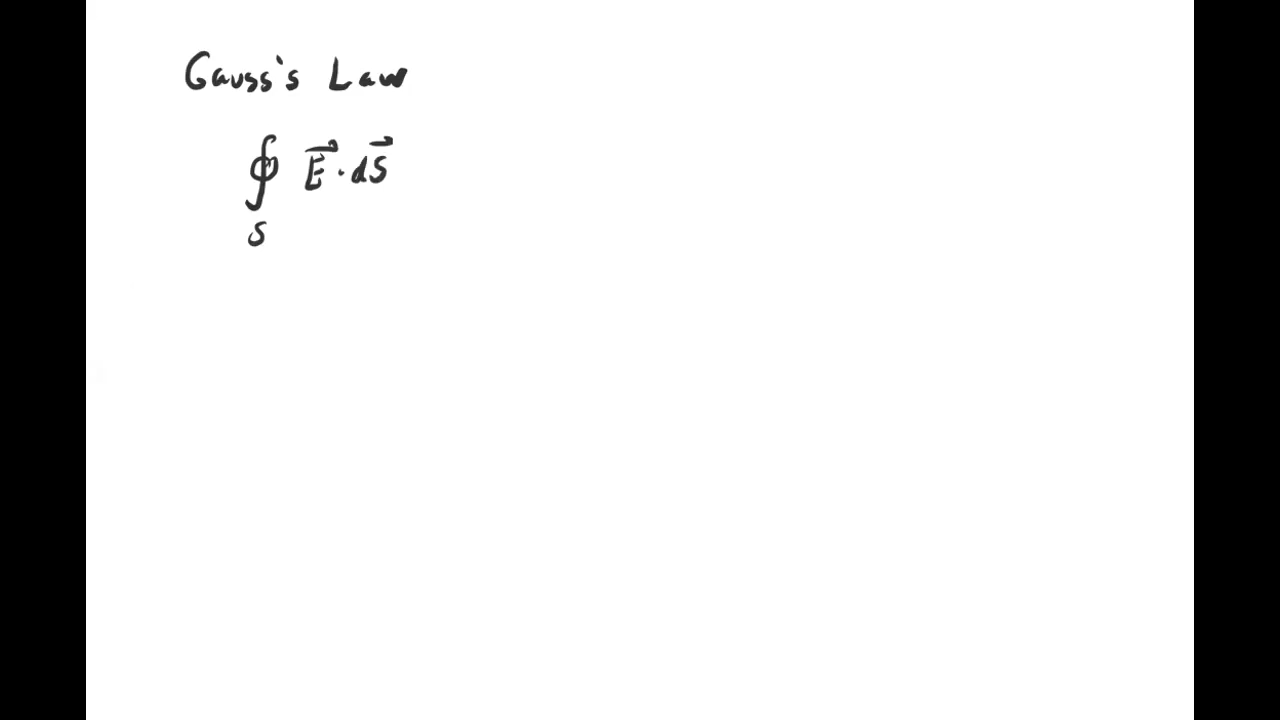 Gauss's Law
∮ E⃗ · dS⃗
S